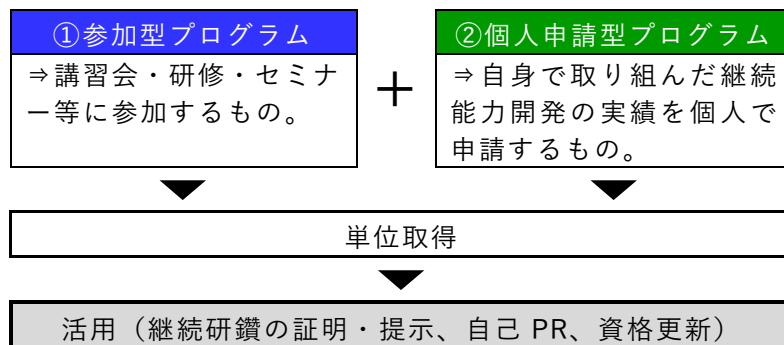 ①参加型プログラム
⇒講習会・研修・セミナ
ー等に参加するもの。
＋
②個人申請型プログラム
⇒自身で取り組んだ継続
能力開発の実績を個人で
申請するもの。
単位取得
活用（継続研鑽の証明・提示、自己 PR、資格更新）